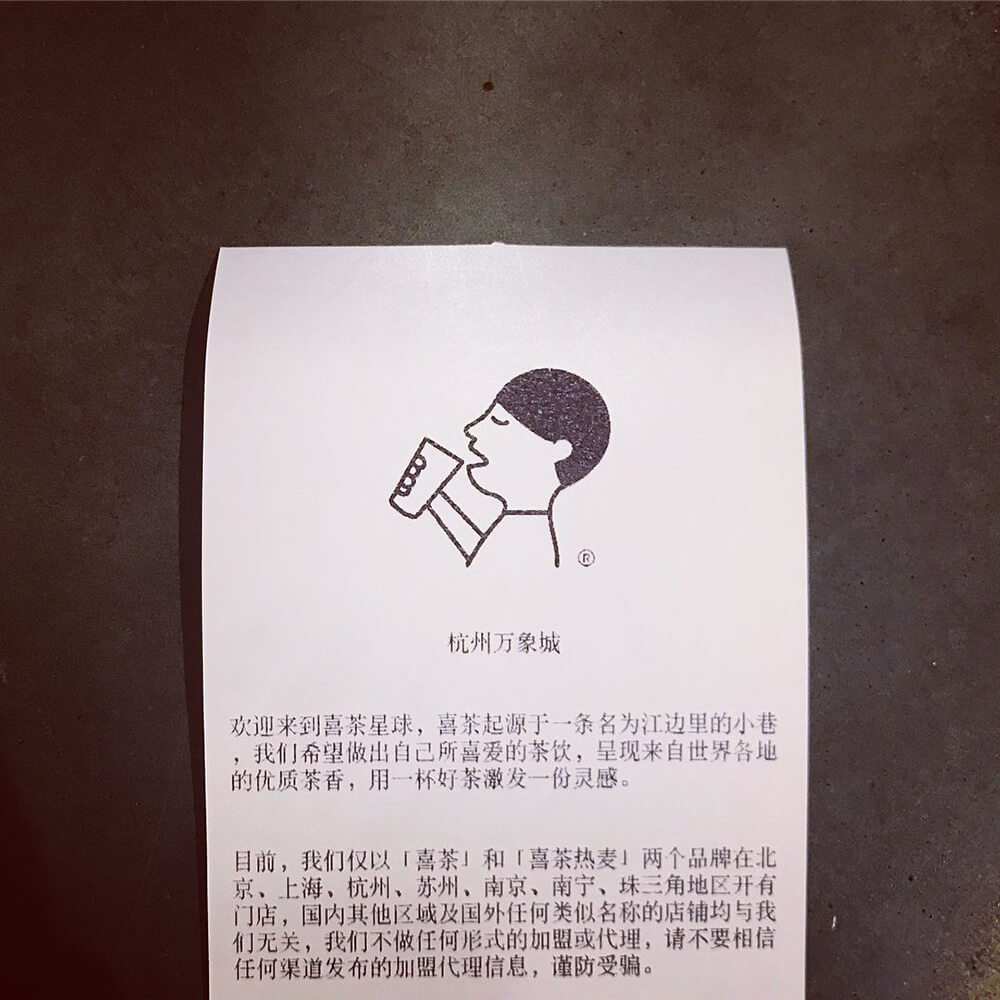 ®
杭州万象城
欢迎来到喜茶星球，喜茶起源于一条名为江边里的小巷
，我们希望做出自己所喜爱的茶饮，呈现来自世界各地
的优质茶香，用一杯好茶激发一份灵感。
目前，我们仅以「喜茶」和「喜茶热麦」两个品牌在北
京、上海、杭州、苏州、南京、南宁、珠三角地区开有
门店，国内其他区域及国外任何类似名称的店铺均与我
们无关，我们不做任何形式的加盟或代理，请不要相信
任何渠道发布的加盟代理信息，谨防受骗。